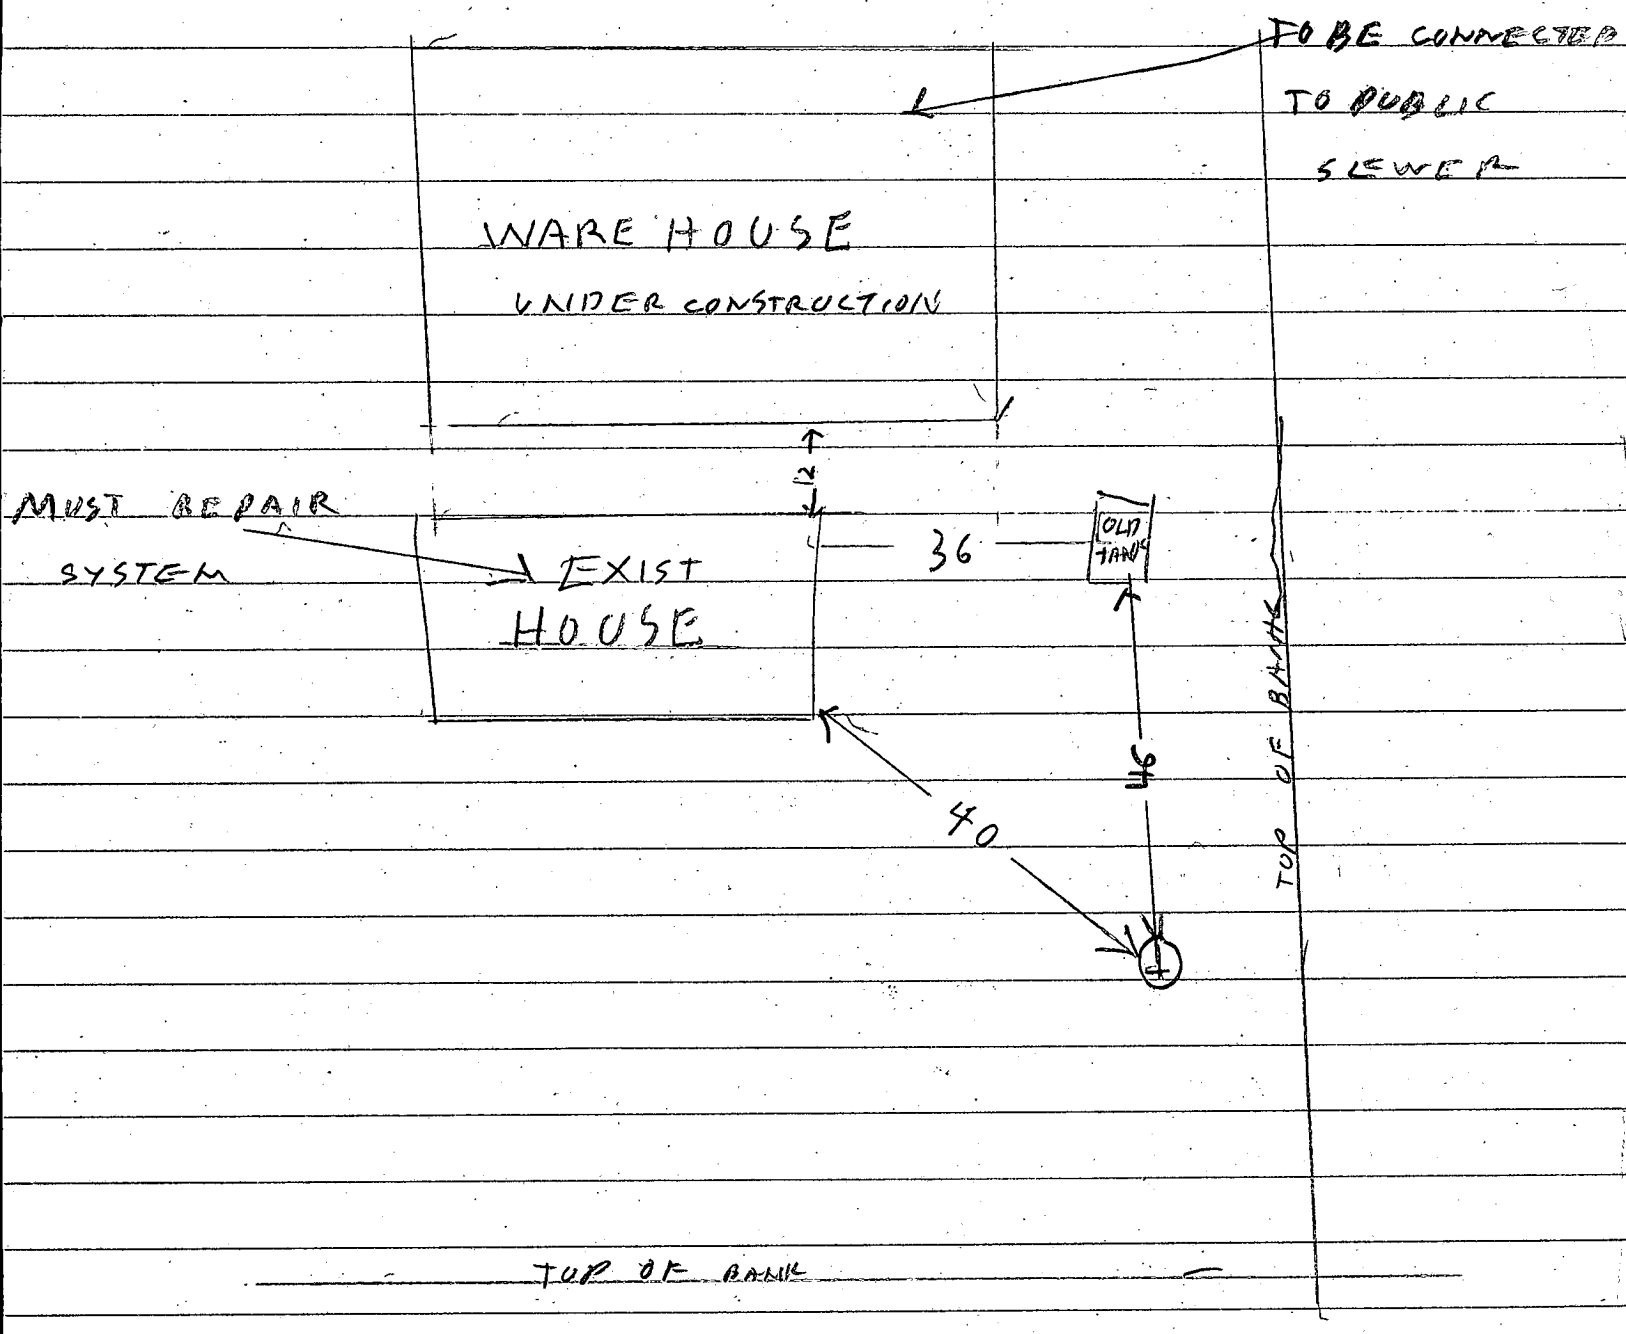 TO BE CONNECTED
TO PUBLIC
SEWER
WARE HOUSE
UNDER CONSTRUCTION
12
MUST REPAIR
SYSTEM
EXIST
HOUSE
36
OLD
TANK
46
40
TOP OF BANK
TOP OF BANK